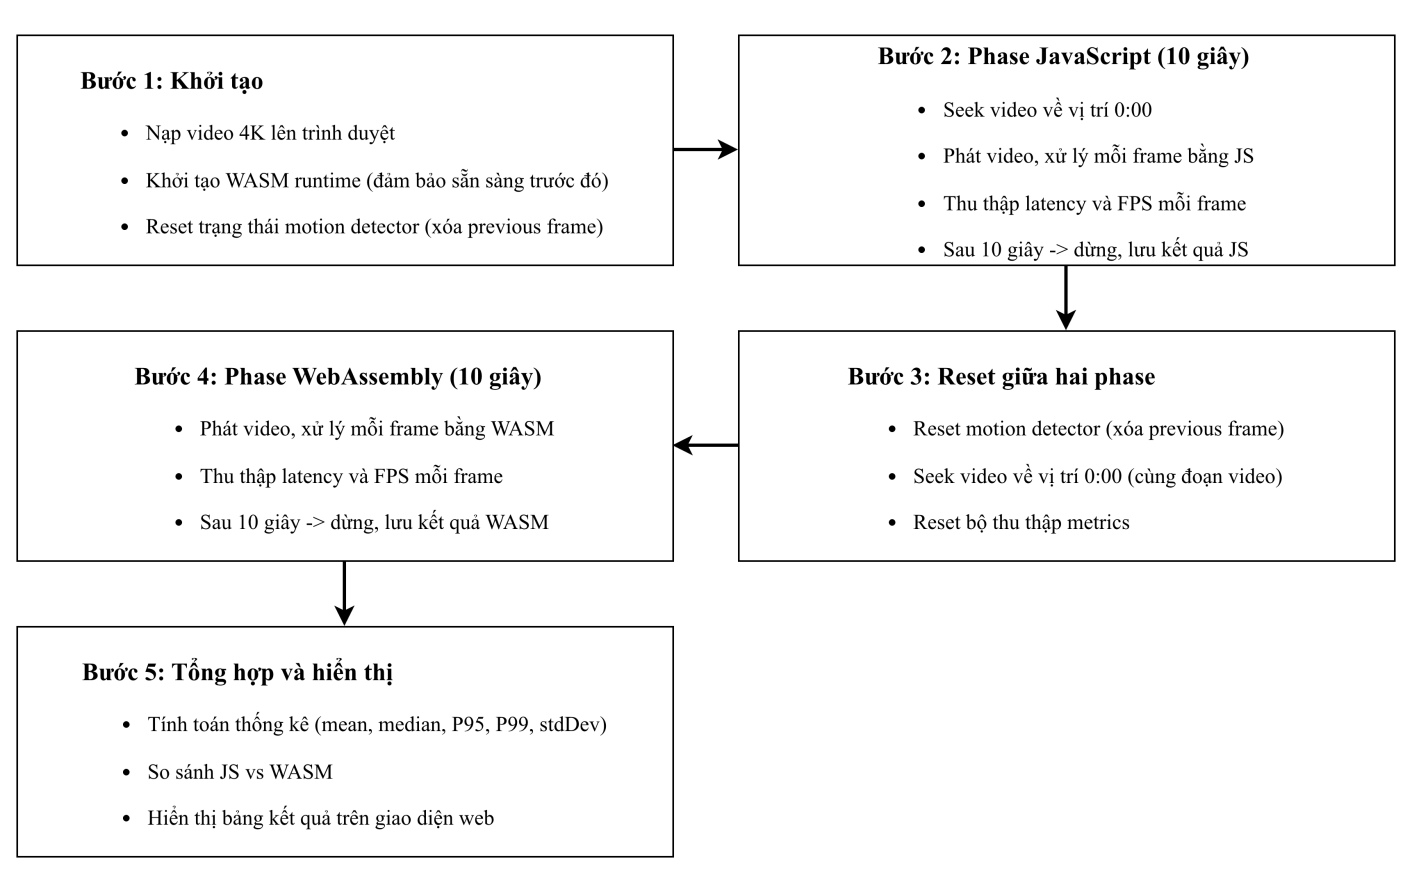 Bước 1: Khởi tạo
• Nạp video 4K lên trình duyệt
• Khởi tạo WASM runtime (đảm bảo sẵn sàng trước đó)
• Reset trạng thái motion detector (xóa previous frame)
Bước 2: Phase JavaScript (10 giây)
• Seek video về vị trí 0:00
• Phát video, xử lý mỗi frame bằng JS
• Thu thập latency và FPS mỗi frame
• Sau 10 giây -> dừng, lưu kết quả JS
Bước 3: Reset giữa hai phase
• Reset motion detector (xóa previous frame)
• Seek video về vị trí 0:00 (cùng đoạn video)
• Reset bộ thu thập metrics
Bước 4: Phase WebAssembly (10 giây)
• Phát video, xử lý mỗi frame bằng WASM
• Thu thập latency và FPS mỗi frame
• Sau 10 giây -> dừng, lưu kết quả WASM
Bước 5: Tổng hợp và hiển thị
• Tính toán thống kê (mean, median, P95, P99, stdDev)
• So sánh JS vs WASM
• Hiển thị bảng kết quả trên giao diện web